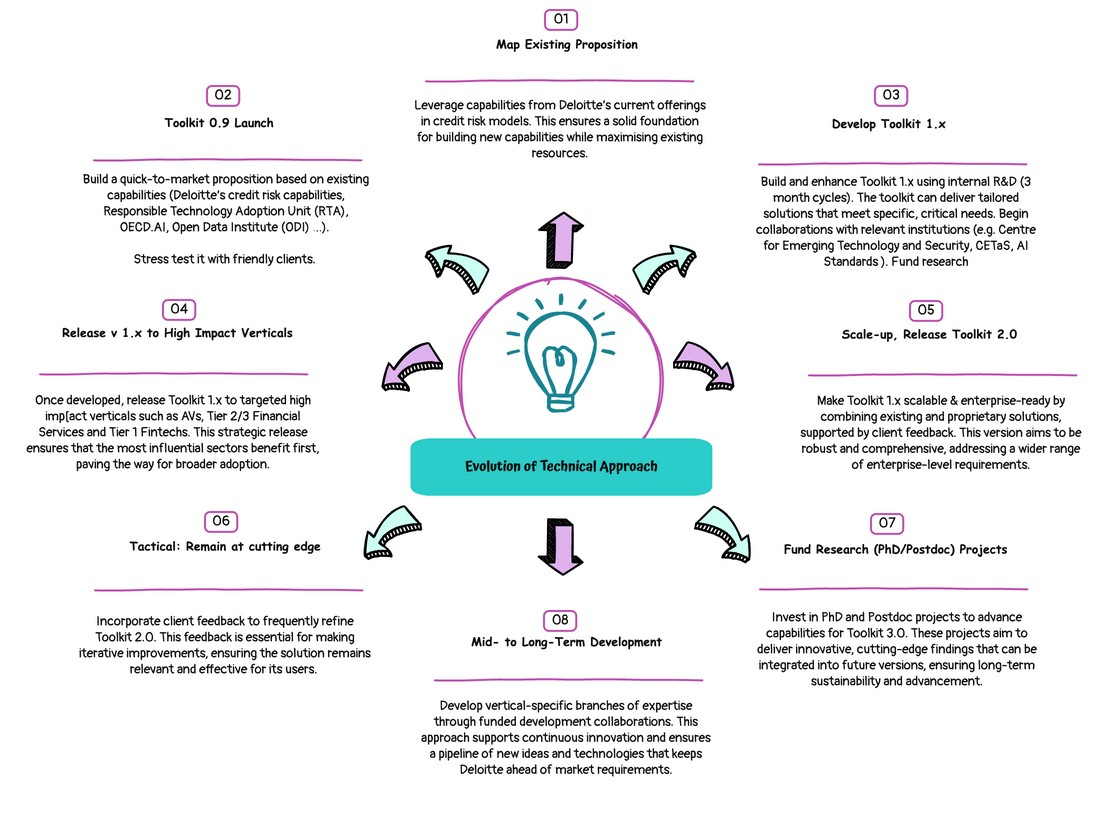 01
Map Existing Proposition
Leverage capabilities from Deloitte's current offerings
in credit risk models. This ensures a solid foundation
for building new capabilities while maximising existing
resources.
02
Toolkit 0.9 Launch
Build a quick-to-market proposition based on existing
capabilities (Deloitte's credit risk capabilities,
Responsible Technology Adoption Unit (RTA),
OECD.AI, Open Data Institute (ODI) ...).
Stress test it with friendly clients.
03
Develop Toolkit 1.x
Build and enhance Toolkit 1.x using internal R&D (3
month cycles). The toolkit can deliver tailored
solutions that meet specific, critical needs. Begin
collaborations with relevant institutions (e.g. Centre
for Emerging Technology and Security, CETaS, AI
Standards ). Fund research
04
Release v 1.x to High Impact Verticals
Once developed, release Toolkit 1.x to targeted high
imp[act verticals such as AVs, Tier 2/3 Financial
Services and Tier 1 Fintechs. This strategic release
ensures that the most influential sectors benefit first,
paving the way for broader adoption.
05
Scale-up, Release Toolkit 2.0
Make Toolkit 1.x scalable & enterprise-ready by
combining existing and proprietary solutions,
supported by client feedback. This version aims to be
robust and comprehensive, addressing a wider range
of enterprise-level requirements.
Evolution of Technical Approach
06
Tactical: Remain at cutting edge
Incorporate client feedback to frequently refine
Toolkit 2.0. This feedback is essential for making
iterative improvements, ensuring the solution remains
relevant and effective for its users.
07
Fund Research (PhD/Postdoc) Projects
Invest in PhD and Postdoc projects to advance
capabilities for Toolkit 3.0. These projects aim to
deliver innovative, cutting-edge findings that can be
integrated into future versions, ensuring long-term
sustainability and advancement.
08
Mid- to Long-Term Development
Develop vertical-specific branches of expertise
through funded development collaborations. This
approach supports continuous innovation and ensures
a pipeline of new ideas and technologies that keeps
Deloitte ahead of market requirements.